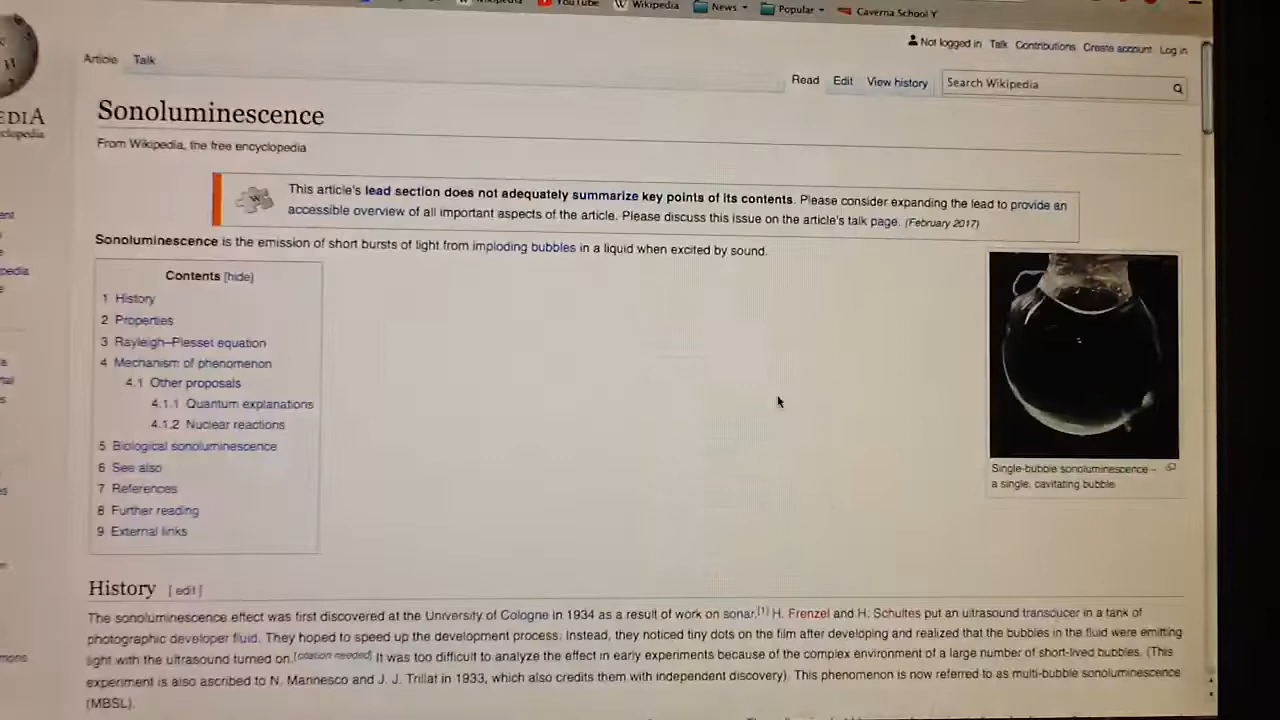 YouTube
Wikipedia
News
Popular
Caverna School Y
Not logged in Talk Contributions Create account Log in
Article Talk
Read Edit View history
Search Wikipedia
EDIA
clopedia
Sonoluminescence
From Wikipedia, the free encyclopedia
This article's lead section does not adequately summarize key points of its contents. Please consider expanding the lead to provide an
accessible overview of all important aspects of the article. Please discuss this issue on the article's talk page. (February 2017)
Sonoluminescence is the emission of short bursts of light from imploding bubbles in a liquid when excited by sound.
pedia
Contents [hide]
1 History
2 Properties
3 Rayleigh–Plesset equation
4 Mechanism of phenomenon
4.1 Other proposals
4.1.1 Quantum explanations
4.1.2 Nuclear reactions
5 Biological sonoluminescence
6 See also
7 References
8 Further reading
9 External links
Single-bubble sonoluminescence –
a single, cavitating bubble
History [ edit ]
The sonoluminescence effect was first discovered at the University of Cologne in 1934 as a result of work on sonar.[1] H. Frenzel and H. Schultes put an ultrasound transducer in a tank of
photographic developer fluid. They hoped to speed up the development process. Instead, they noticed tiny dots on the film after developing and realized that the bubbles in the fluid were emitting
light with the ultrasound turned on.[citation needed] It was too difficult to analyze the effect in early experiments because of the complex environment of a large number of short-lived bubbles. (This
experiment is also ascribed to N. Marinesco and J. J. Trillat in 1933, which also credits them with independent discovery). This phenomenon is now referred to as multi-bubble sonoluminescence
(MBSL).